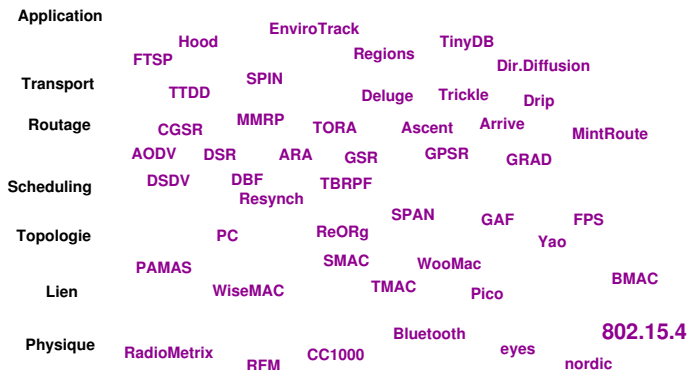 Application
EnviroTrack
Hood
TinyDB
FTSP
Regions
Dir.Diffusion
Transport
SPIN
TTDD
Deluge
Trickle
Drip
Routage
CGSR
MMRP
TORA
Ascent
Arrive
MintRoute
AODV
DSR
ARA
GSR
GPSR
GRAD
Scheduling
DSDV
DBF
TBRPF
Resynch
SPAN
GAF
FPS
Topologie
PC
ReORg
Yao
PAMAS
SMAC
WooMac
BMAC
Lien
WiseMAC
TMAC
Pico
Physique
Bluetooth
802.15.4
RadioMetrix
RFM
CC1000
eyes
nordic